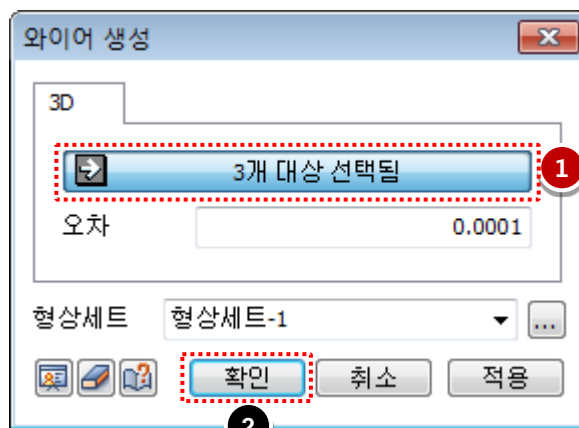 와이어 생성
3D
3개 대상 선택됨
1
오차 0.0001
형상세트 형상세트-1 ...
확인 취소 적용
2